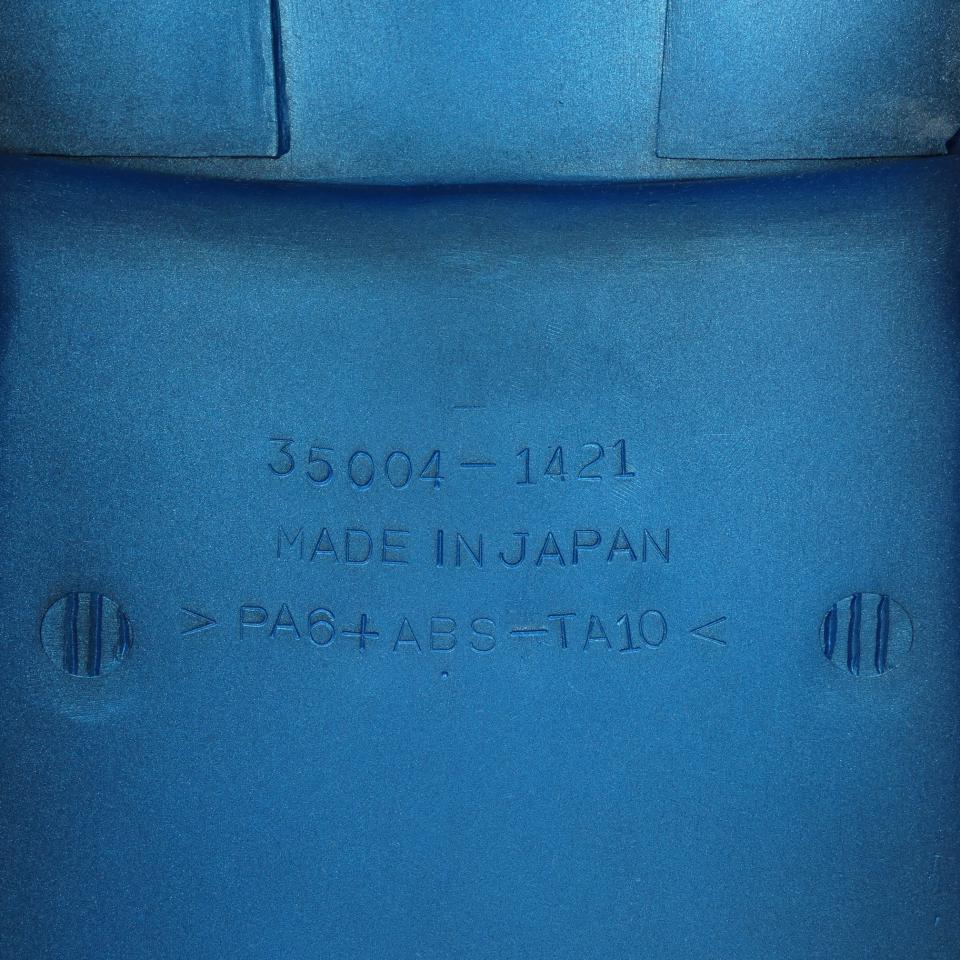 35004-1421
MADE IN JAPAN
>PA6+ABS-TA10<